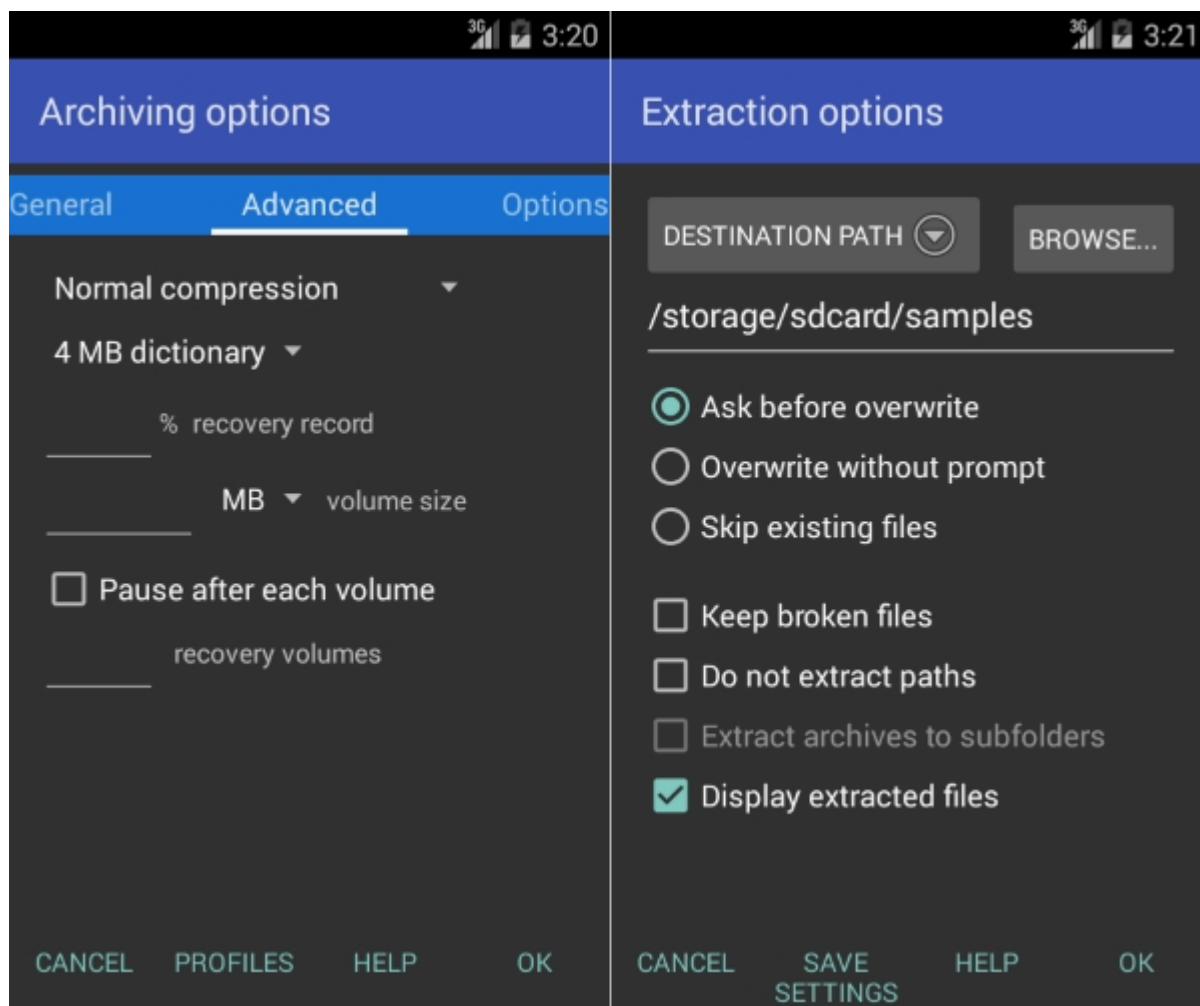 3G 3:20
Archiving options
General Advanced Options
Normal compression
4 MB dictionary
% recovery record
MB volume size
Pause after each volume
recovery volumes
CANCEL PROFILES HELP OK
3G 3:21
Extraction options
DESTINATION PATH BROWSE...
/storage/sdcard/samples
Ask before overwrite
Overwrite without prompt
Skip existing files
Keep broken files
Do not extract paths
Extract archives to subfolders
Display extracted files
CANCEL SAVE SETTINGS HELP OK